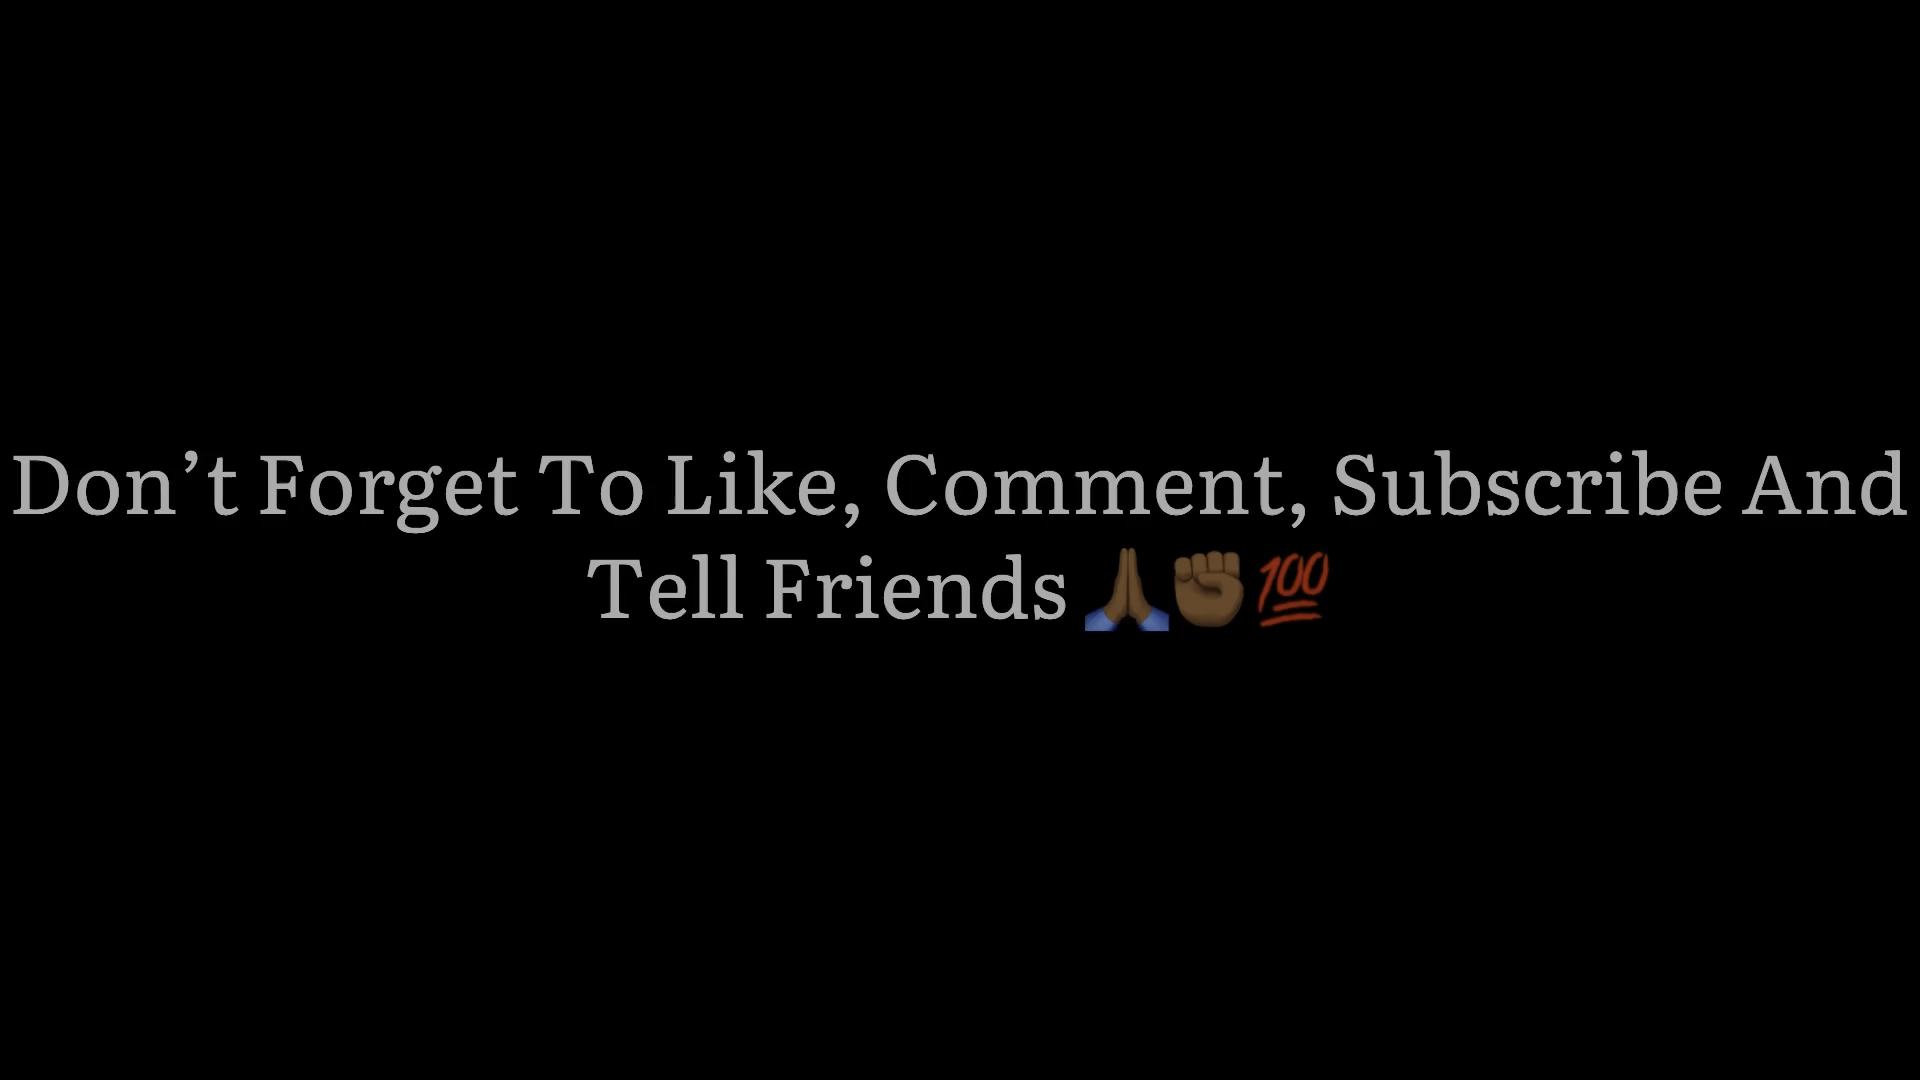 Don’t Forget To Like, Comment, Subscribe And
Tell Friends 🙏🏾✊🏾💯